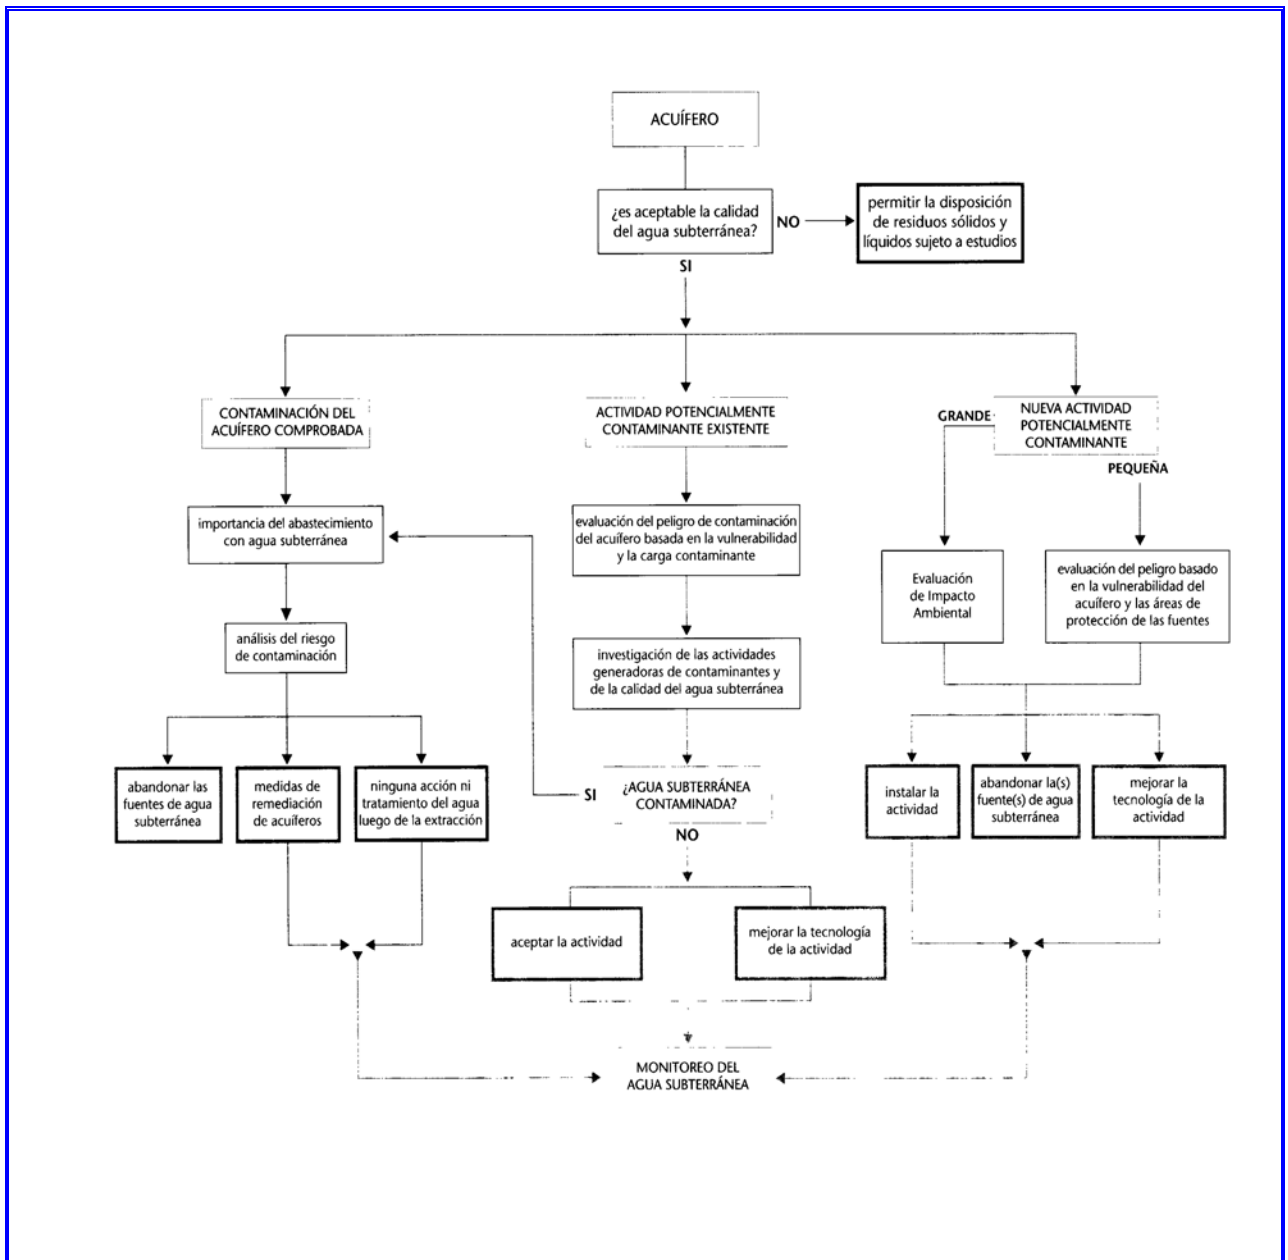 ACUÍFERO
¿es aceptable la calidad
del agua subterránea?
NO
permitir la disposición
de residuos sólidos y
líquidos sujeto a estudios
SI
CONTAMINACIÓN DEL
ACUÍFERO COMPROBADA
ACTIVIDAD POTENCIALMENTE
CONTAMINANTE EXISTENTE
GRANDE
NUEVA ACTIVIDAD
POTENCIALMENTE
CONTAMINANTE
PEQUEÑA
importancia del abastecimiento
con agua subterránea
evaluación del peligro de contaminación
del acuífero basada en la vulnerabilidad
y la carga contaminante
Evaluación
de Impacto
Ambiental
evaluación del peligro basado
en la vulnerabilidad del
acuífero y las áreas de
protección de las fuentes
análisis del riesgo
de contaminación
investigación de las actividades
generadoras de contaminantes y
de la calidad del agua subterránea
abandonar las
fuentes de agua
subterránea
medidas de
remediación
de acuíferos
ninguna acción ni
tratamiento del agua
luego de la extracción
SI
¿AGUA SUBTERRÁNEA
CONTAMINADA?
NO
instalar la
actividad
abandonar la(s)
fuente(s) de agua
subterránea
mejorar la
tecnología de la
actividad
aceptar la actividad
mejorar la tecnología
de la actividad
MONITOREO DEL
AGUA SUBTERRÁNEA